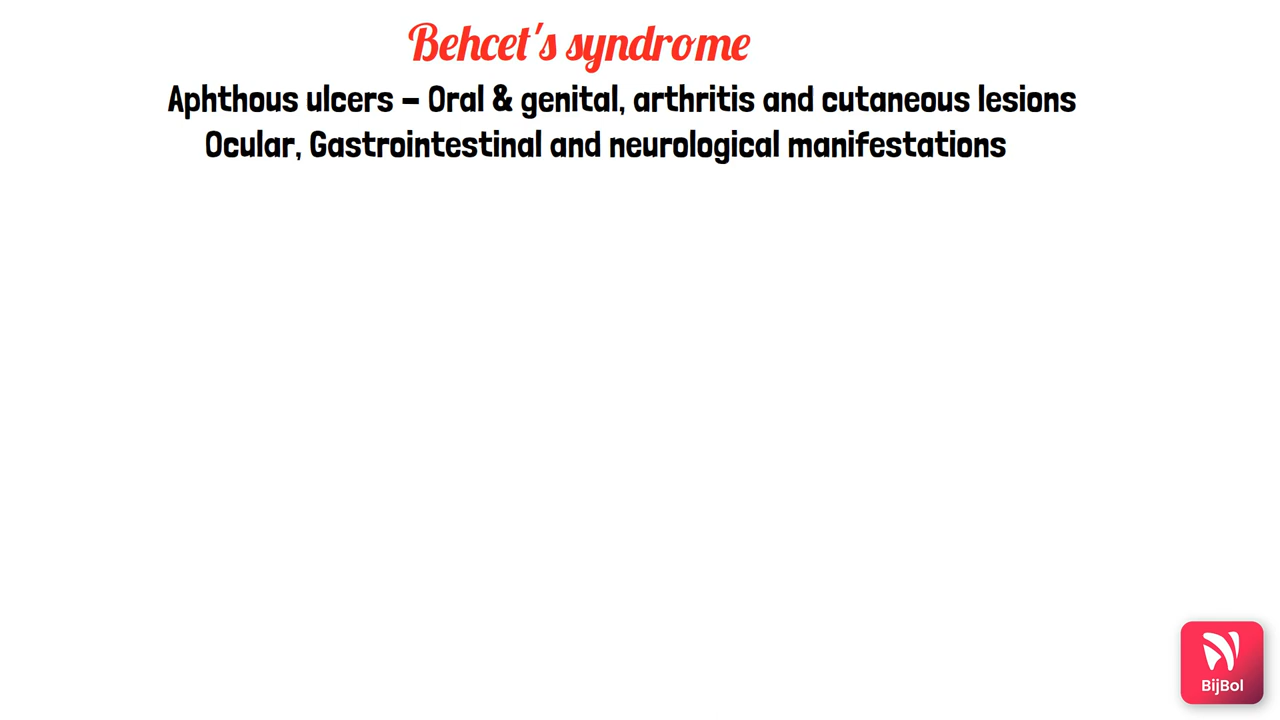 Behcet's syndrome
Aphthous ulcers – Oral & genital, arthritis and cutaneous lesions
Ocular, Gastrointestinal and neurological manifestations
BijBol